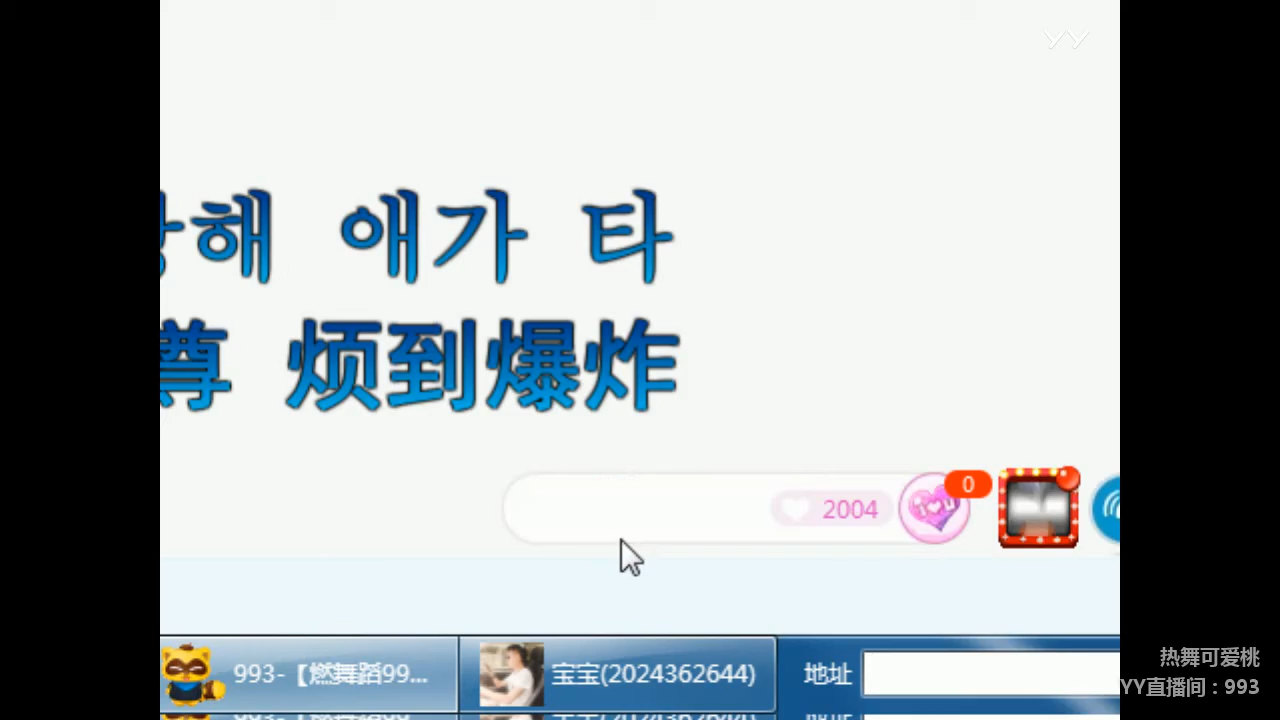 YY
해 애가 타
尊 烦到爆炸
2004
0
993-【燃舞蹈99...
宝宝(2024362644)
地址
热舞可爱桃
YY直播间：993